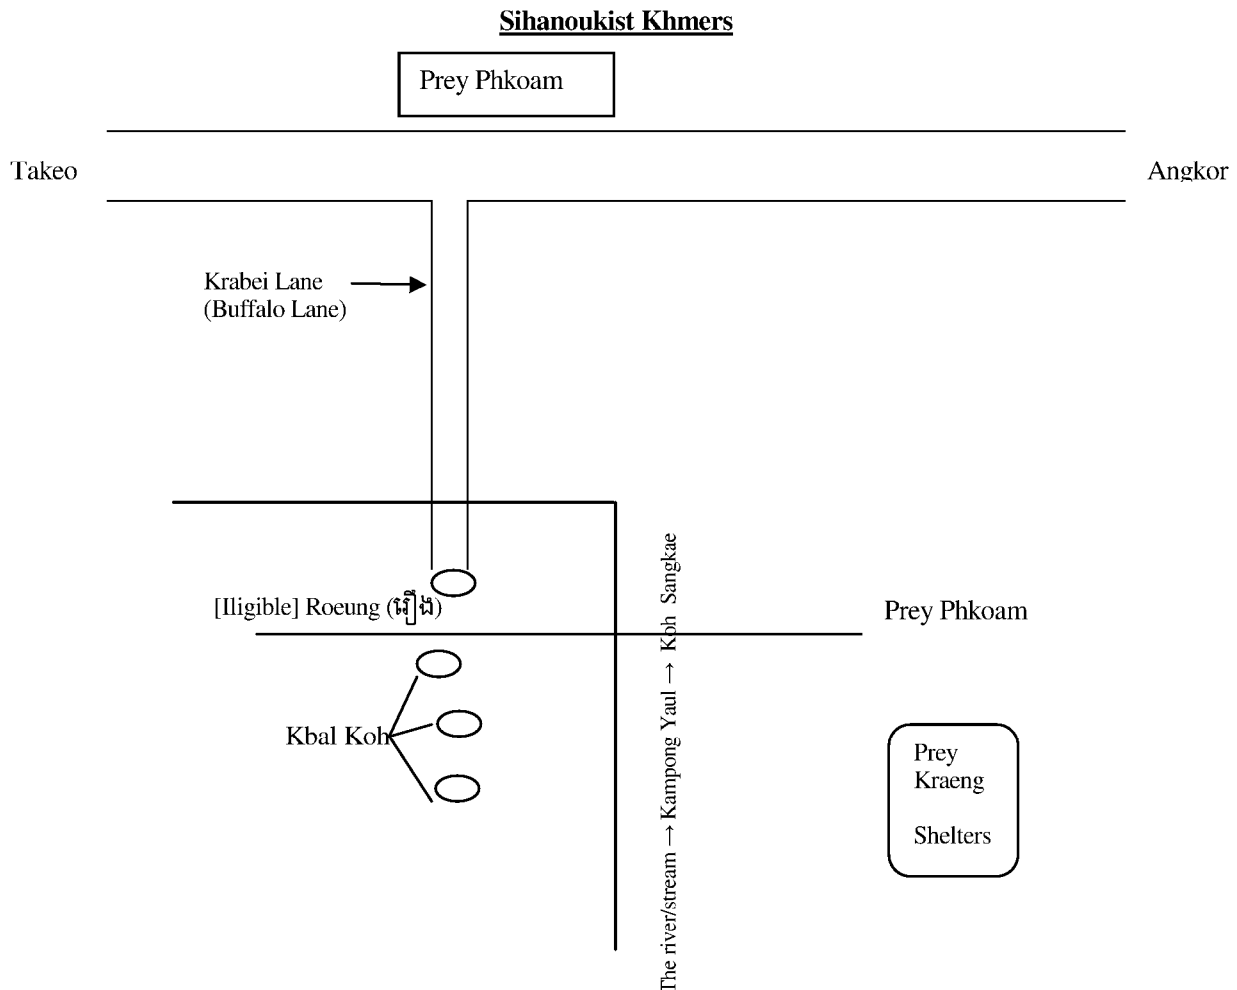 Sihanoukist Khmers
Prey Phkoam
Takeo
Angkor
Krabei Lane
(Buffalo Lane)
[Iligible] Roeung (រឿង)
Prey Phkoam
Kbal Koh
The river/stream → Kampong Yaul → Koh Sangkae
Prey
Kraeng
Shelters